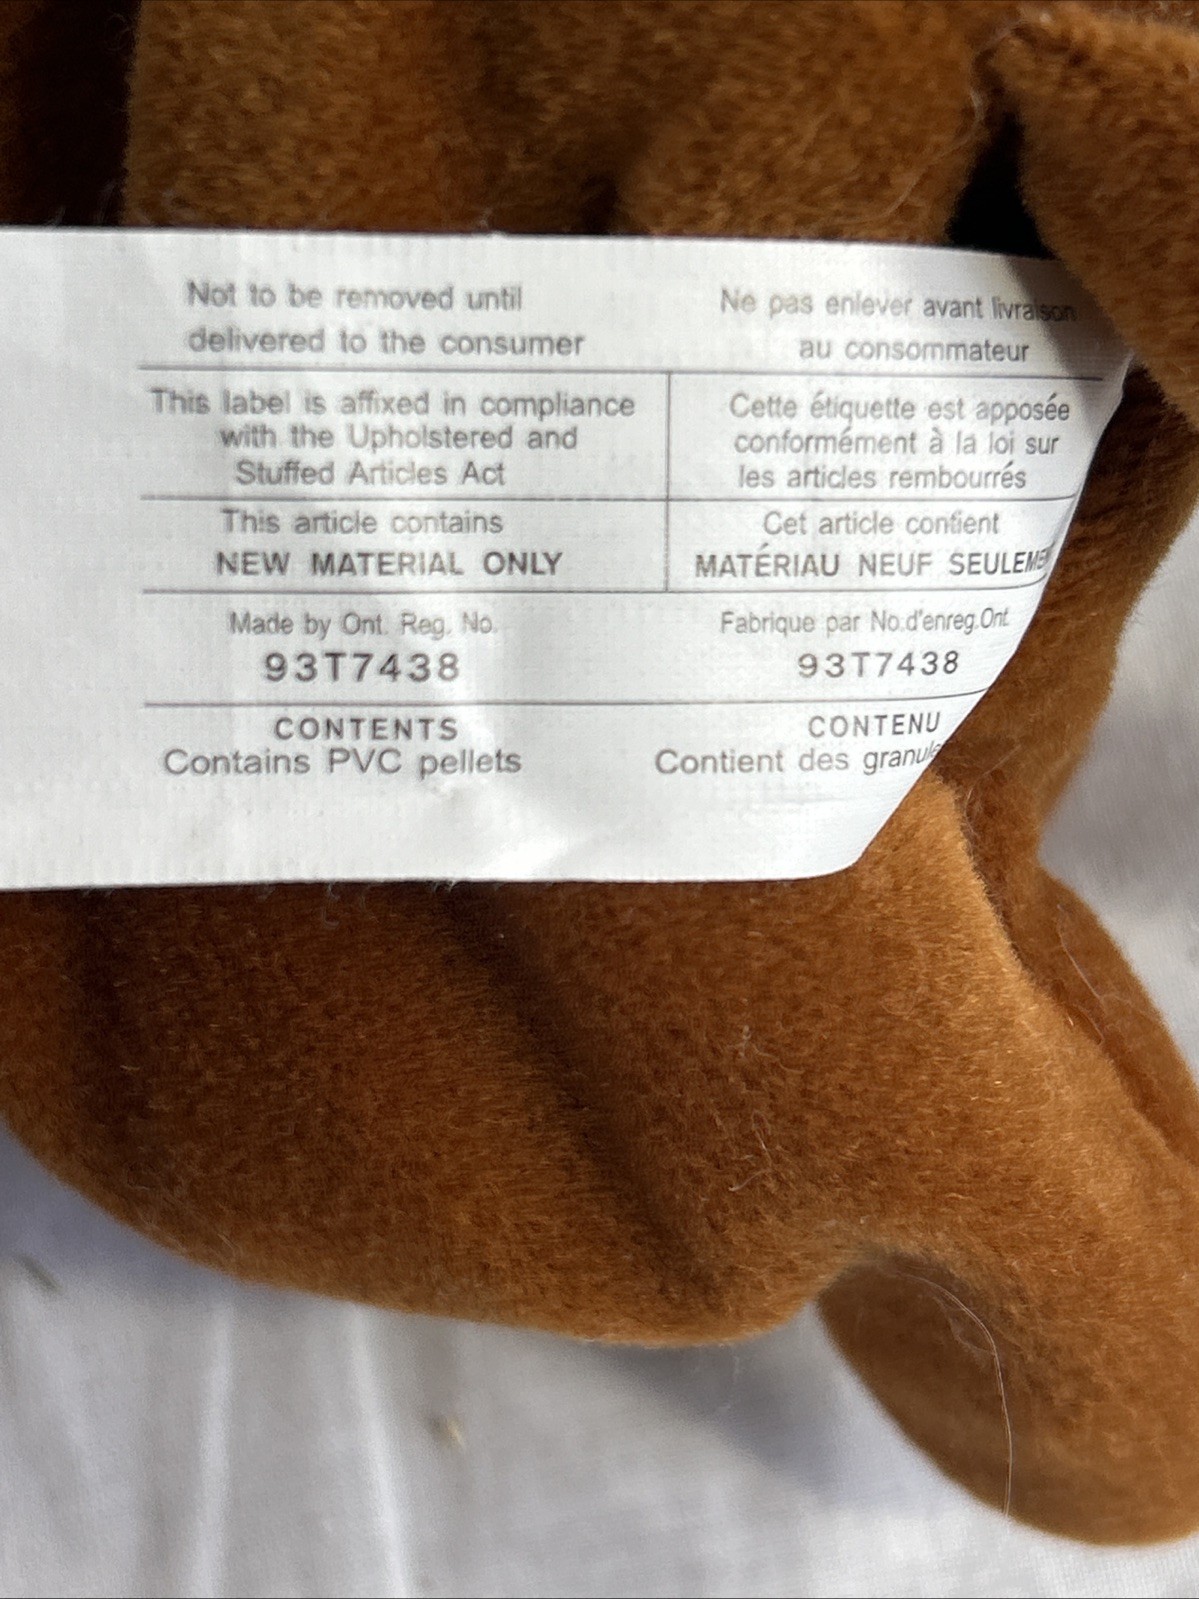 Not to be removed until
delivered to the consumer
Ne pas enlever avant livraison
au consommateur
This label is affixed in compliance
with the Upholstered and
Stuffed Articles Act
Cette étiquette est apposée
conformément à la loi sur
les articles rembourrés
This article contains
NEW MATERIAL ONLY
Cet article contient
MATÉRIAU NEUF
Made by Ont. Reg. No.
93T7438
Fabrique par No.d'enreg.Ont.
93T7438
CONTENTS
Contains PVC pellets
CONTENU
Contient des